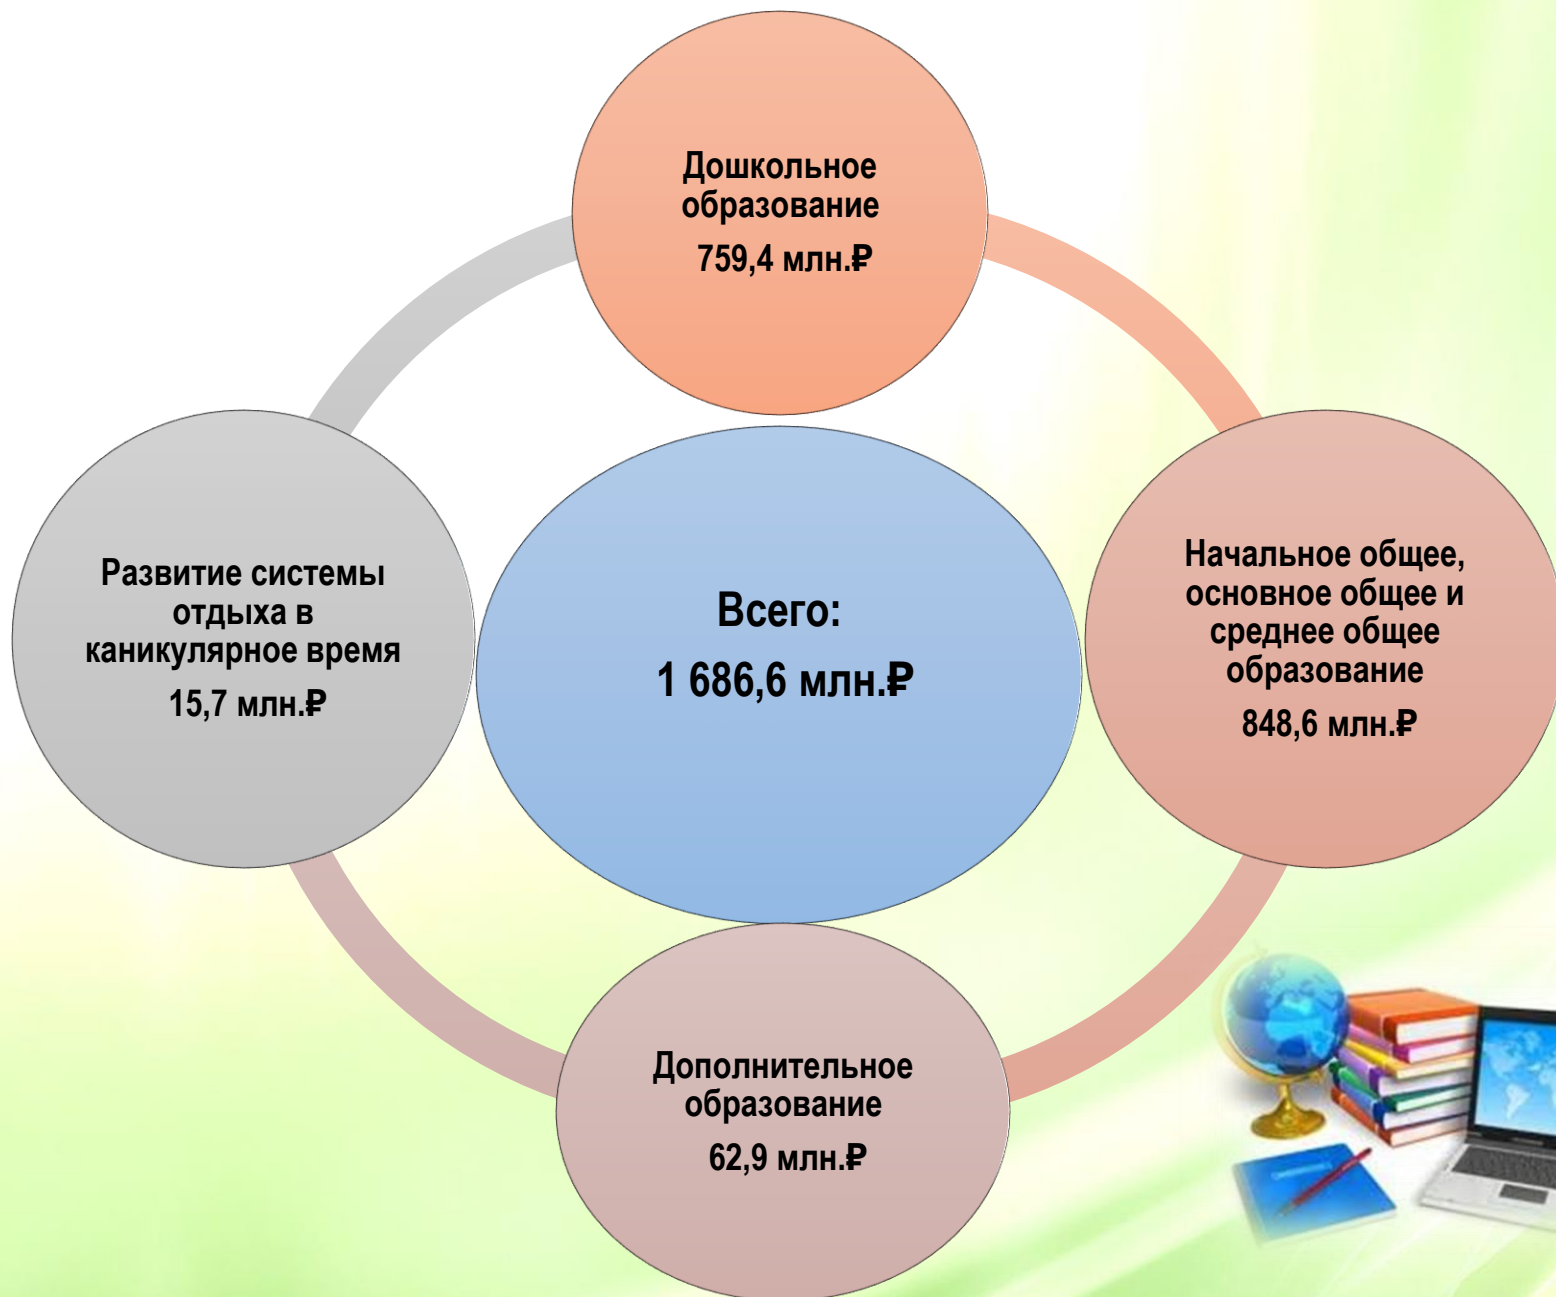 Дошкольное
образование
759,4 млн.₽
Начальное общее,
основное общее и
среднее общее
образование
848,6 млн.₽
Дополнительное
образование
62,9 млн.₽
Развитие системы
отдыха в
каникулярное время
15,7 млн.₽
Всего:
1 686,6 млн.₽